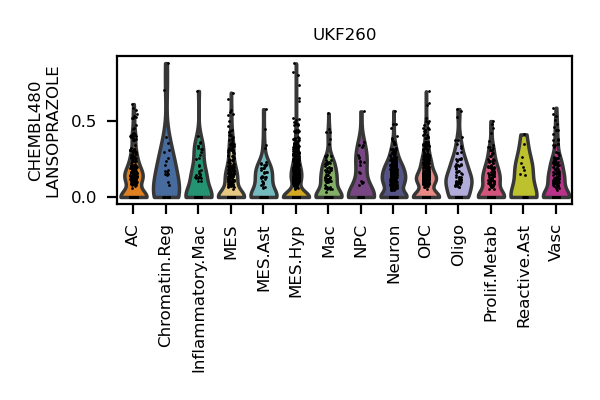 UKF260
CHEMBL480
LANSOPRAZOLE
0.5
0.0
AC
Chromatin.Reg
Inflammatory.Mac
MES
MES.Ast
MES.Hyp
Mac
NPC
Neuron
OPC
Oligo
Prolif.Metab
Reactive.Ast
Vasc